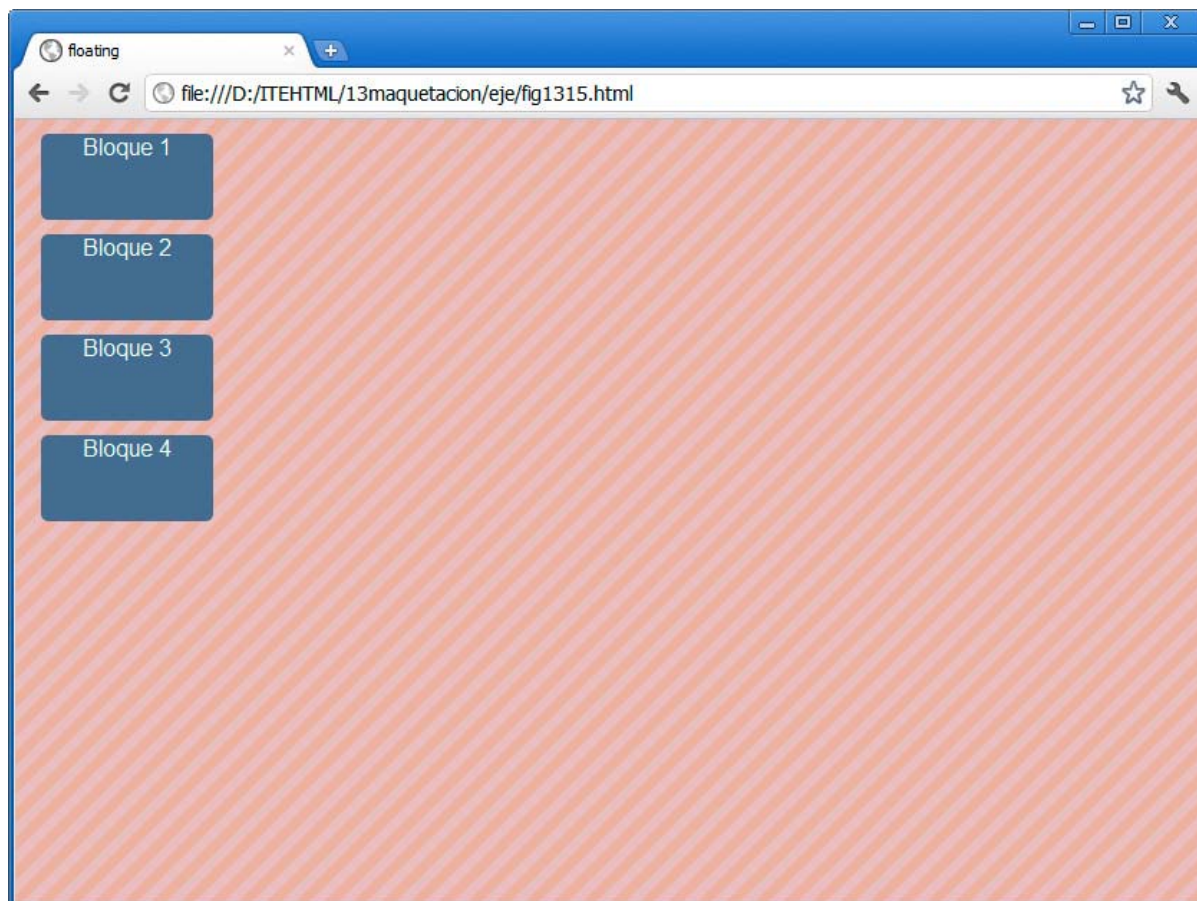 floating
file:///D:/ITEHTML/13maquetacion/eje/fig1315.html
Bloque 1
Bloque 2
Bloque 3
Bloque 4